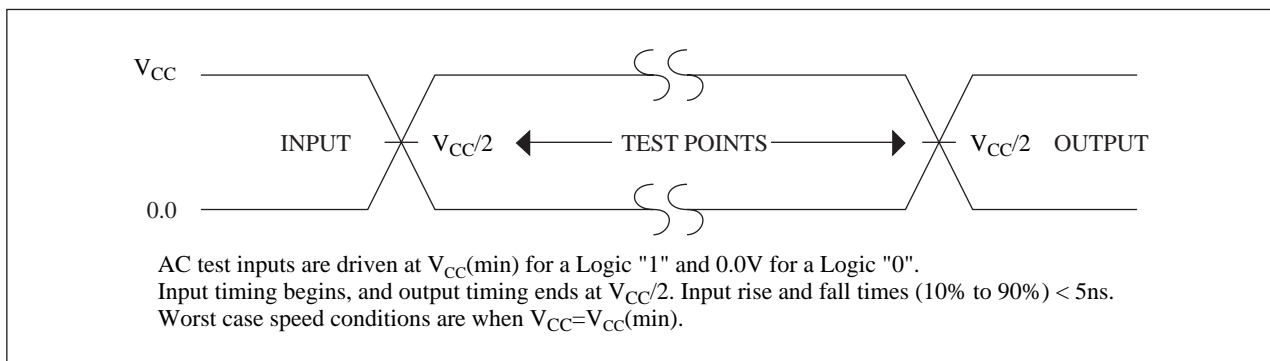 VCC
INPUT VCC/2 TEST POINTS VCC/2 OUTPUT
0.0
AC test inputs are driven at VCC(min) for a Logic "1" and 0.0V for a Logic "0".
Input timing begins, and output timing ends at VCC/2. Input rise and fall times (10% to 90%) < 5ns.
Worst case speed conditions are when VCC=VCC(min).